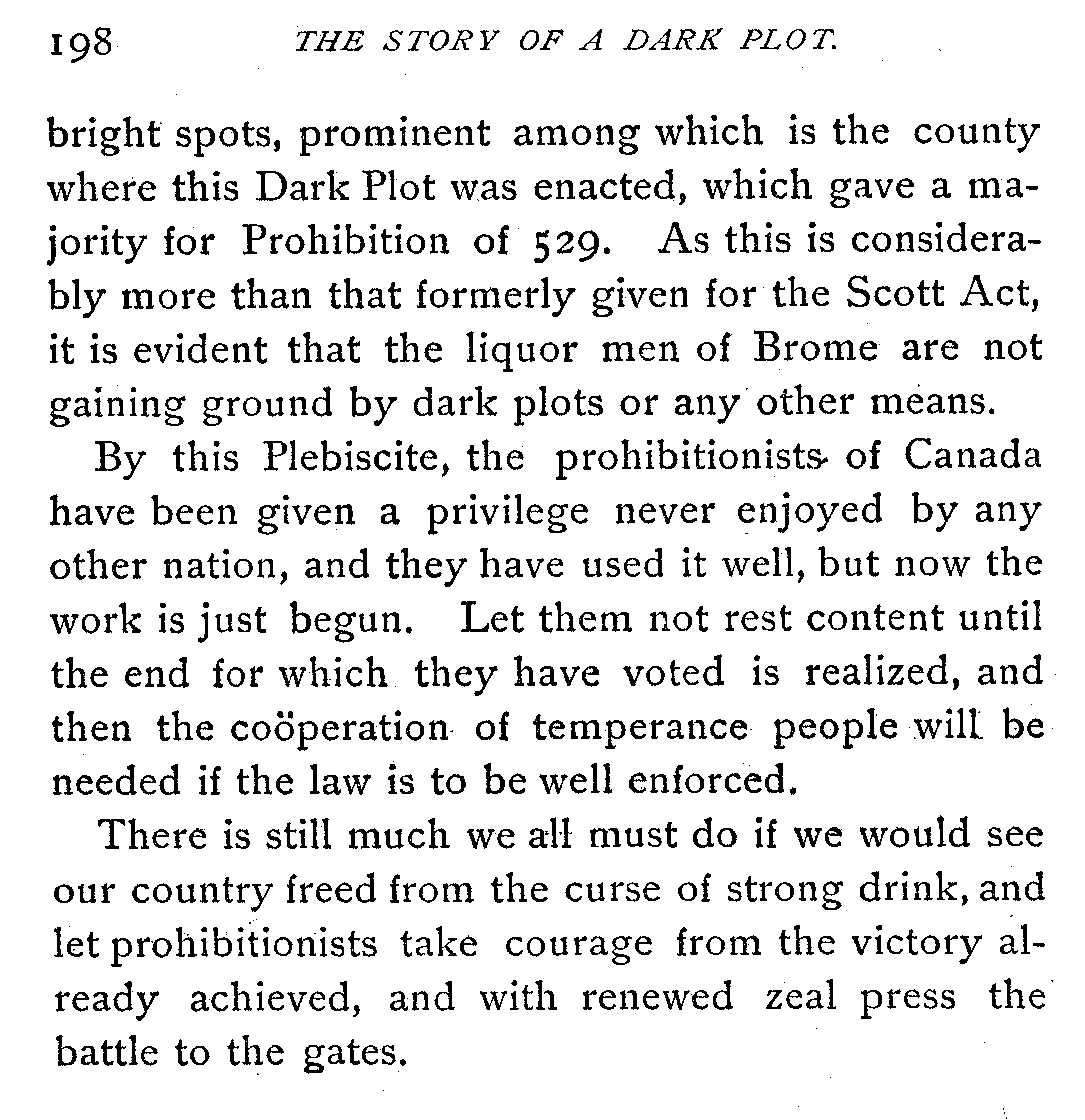 198 THE STORY OF A DARK PLOT.
bright spots, prominent among which is the county
where this Dark Plot was enacted, which gave a ma-
jority for Prohibition of 529. As this is considera-
bly more than that formerly given for the Scott Act,
it is evident that the liquor men of Brome are not
gaining ground by dark plots or any other means.
By this Plebiscite, the prohibitionists of Canada
have been given a privilege never enjoyed by any
other nation, and they have used it well, but now the
work is just begun. Let them not rest content until
the end for which they have voted is realized, and
then the coöperation of temperance people will be
needed if the law is to be well enforced.
There is still much we all must do if we would see
our country freed from the curse of strong drink, and
let prohibitionists take courage from the victory al-
ready achieved, and with renewed zeal press the
battle to the gates.